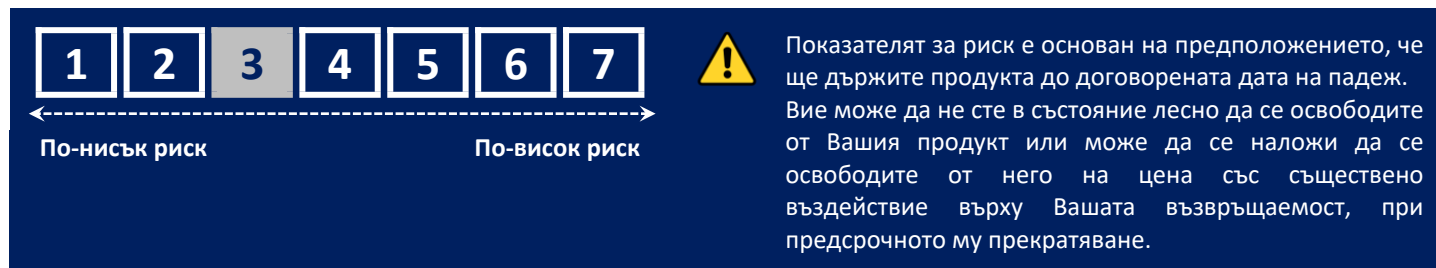 1 2 3 4 5 6 7
По-нисък риск По-висок риск
Показателят за риск е основан на предположението, че
ще държите продукта до договорената дата на падеж.
Вие може да не сте в състояние лесно да се освободите
от Вашия продукт или може да се наложи да се
освободите от него на цена със съществено
въздействие върху Вашата възвръщаемост, при
предсрочното му прекратяване.